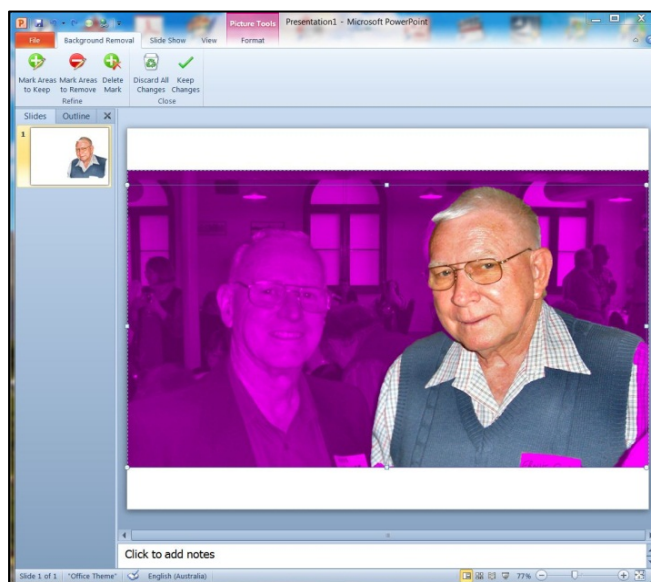 P
W
Picture Tools
Presentation1 - Microsoft PowerPoint
File
Background Removal
Slide Show
View
Format
Mark Areas to Keep
Mark Areas to Remove
Delete Mark
Discard All Changes
Keep Changes
Refine
Close
Slides
Outline
1
Click to add notes
Slide 1 of 1
"Office Theme"
English (Australia)
77%